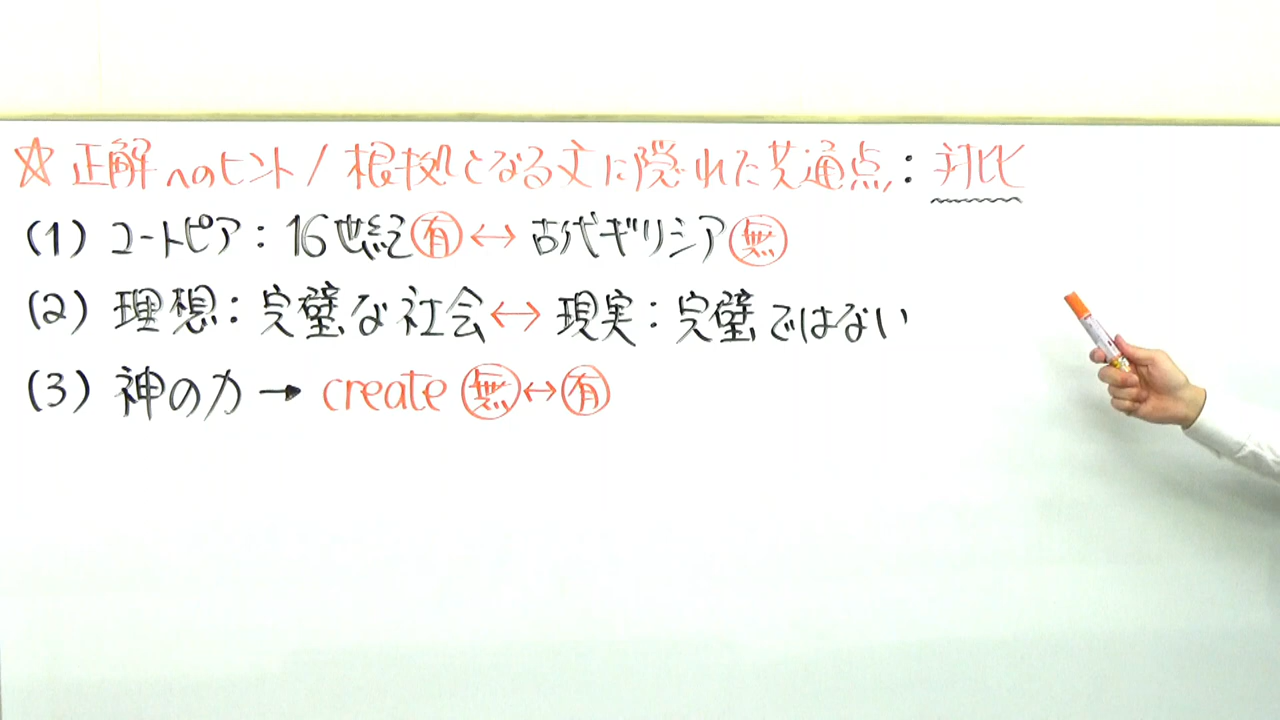 ☆ 正解へのヒント/根拠となる文に隠れた共通点:対比
(1) ユートピア:16世紀有↔古代ギリシア無
(2) 理想:完璧な社会↔現実:完璧ではない
(3) 神の力→create無↔有